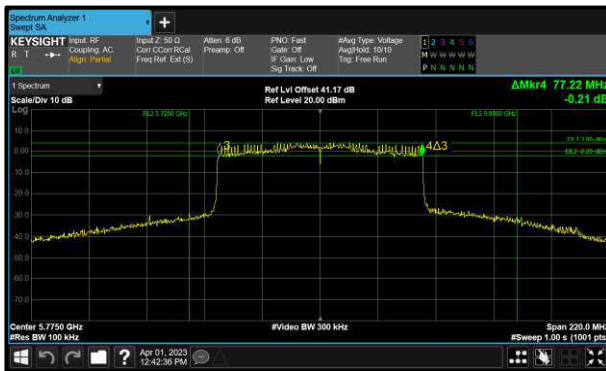 Spectrum Analyzer 1
Swept SA
+
KEYSIGHT
R T
Input: RF
Coupling: AC
Align: Partial
Input Z: 50 Ω
Corr CCorr RCal
Freq Ref: Ext (S)
Atten: 6 dB
Preamp: Off
PNO: Fast
Gate: Off
IF Gain: Low
Sig Track: Off
#Avg Type: Voltage
Avg|Hold: 10/10
Trig: Free Run
1 2 3 4 5 6
M W W W W W
P N N N N N
1 Spectrum
Scale/Div 10 dB
Ref Lvl Offset 41.17 dB
Ref Level 20.00 dBm
ΔMkr4 77.22 MHz
-0.21 dB
Log
10.0
0.00
-10.0
-20.0
-30.0
-40.0
-50.0
-60.0
-70.0
3
4Δ3
Center 5.7750 GHz
#Res BW 100 kHz
#Video BW 300 kHz
Span 220.0 MHz
#Sweep 1.00 s (1001 pts)
?
Apr 01, 2023
12:42:36 PM